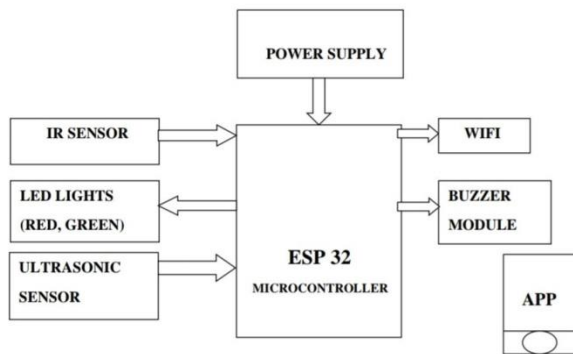 POWER SUPPLY
IR SENSOR
WIFI
LED LIGHTS
(RED, GREEN)
BUZZER
MODULE
ULTRASONIC
SENSOR
ESP 32
MICROCONTROLLER
APP